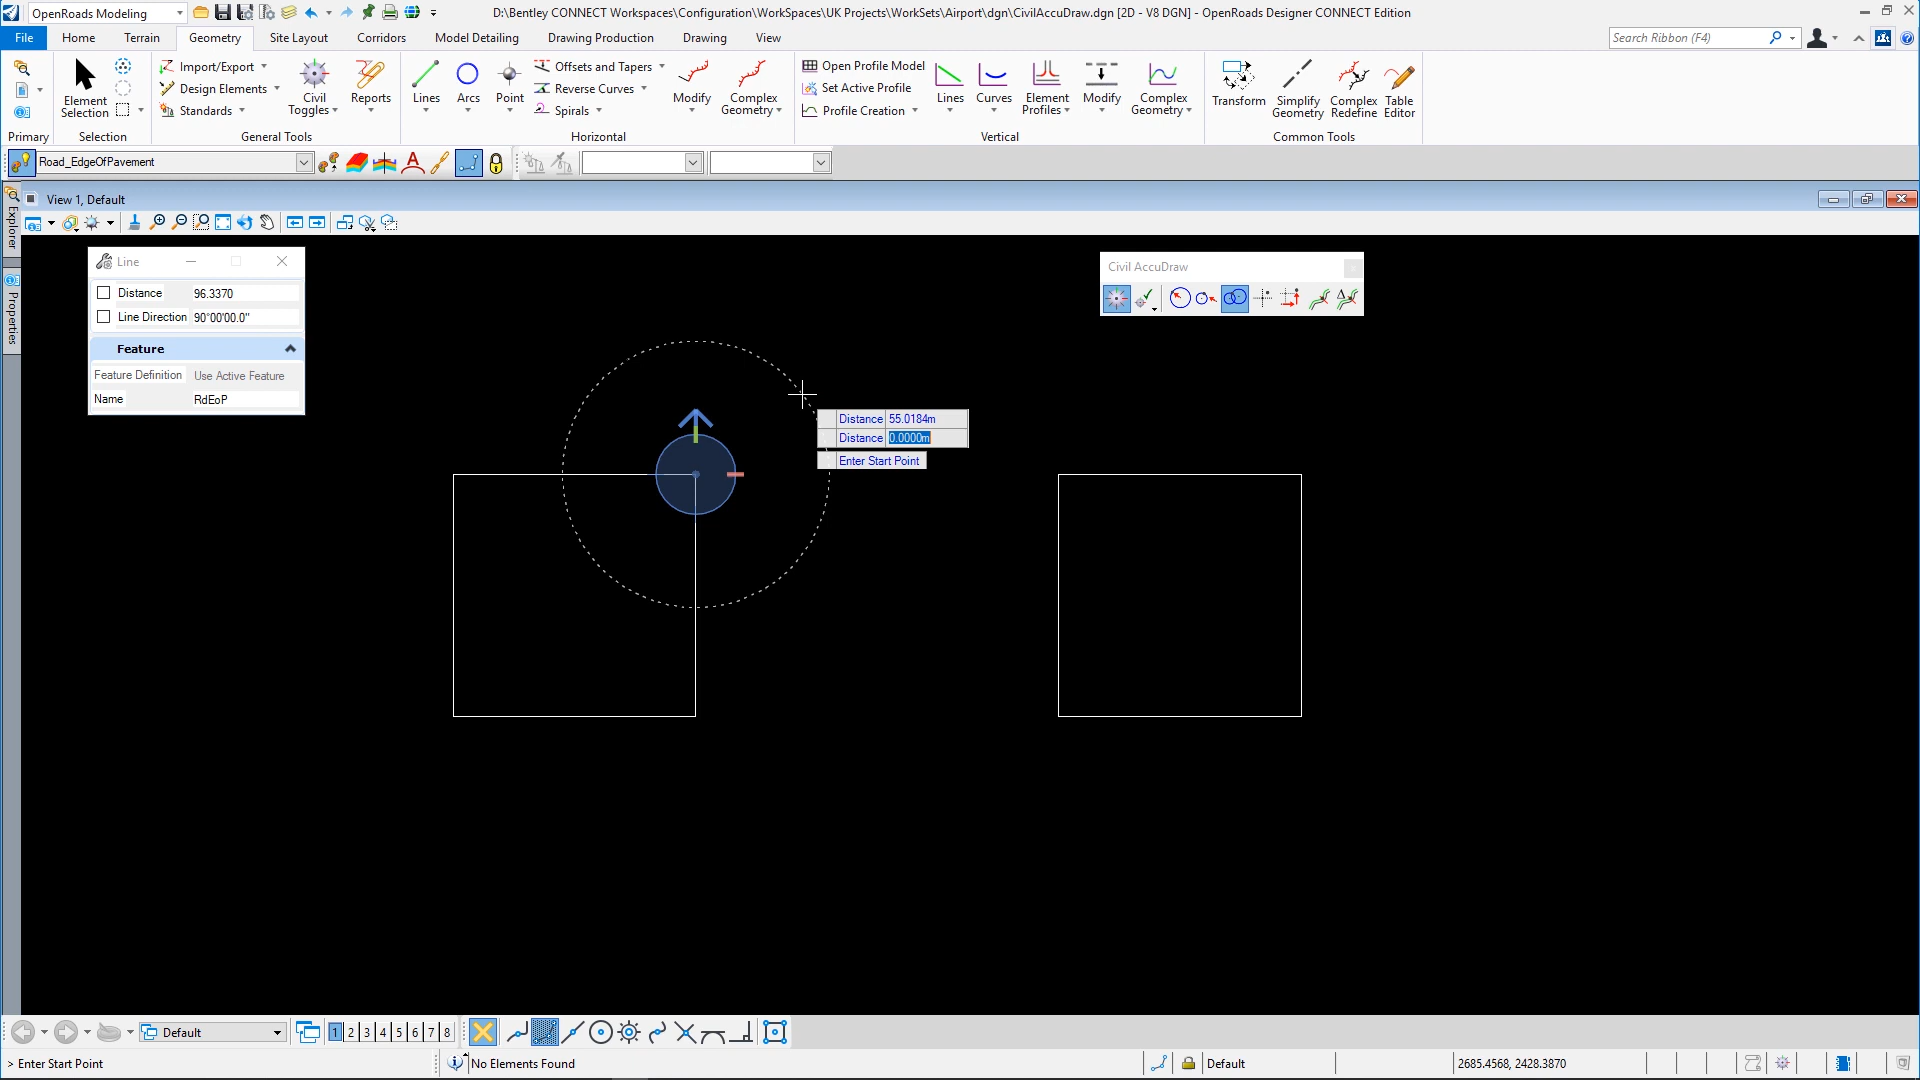 OpenRoads Modeling
D:\Bentley CONNECT Workspaces\Configuration\WorkSpaces\UK Projects\WorkSets\Airport\dgn\CivilAccuDraw.dgn [2D - V8 DGN] - OpenRoads Designer CONNECT Edition
File Home Terrain Geometry Site Layout Corridors Model Detailing Drawing Production Drawing View
Search Ribbon (F4)
Element Selection
Import/Export
Design Elements
Standards
Civil Toggles
Reports
Lines
Arcs
Point
Offsets and Tapers
Reverse Curves
Spirals
Modify
Complex Geometry
Open Profile Model
Set Active Profile
Profile Creation
Lines
Curves
Element Profiles
Modify
Complex Geometry
Transform
Simplify Geometry
Complex Redefine
Table Editor
Primary Selection General Tools Horizontal Vertical Common Tools
Road_EdgeOfPavement
View 1, Default
Explorer
Properties
Line
Distance 96.3370
Line Direction 90°00'00.0"
Feature
Feature Definition Use Active Feature
Name RdEoP
Civil AccuDraw
Distance 55.0184m
Distance 0.0000m
Enter Start Point
Default
1 2 3 4 5 6 7 8
> Enter Start Point
No Elements Found
Default
2685.4568, 2428.3870